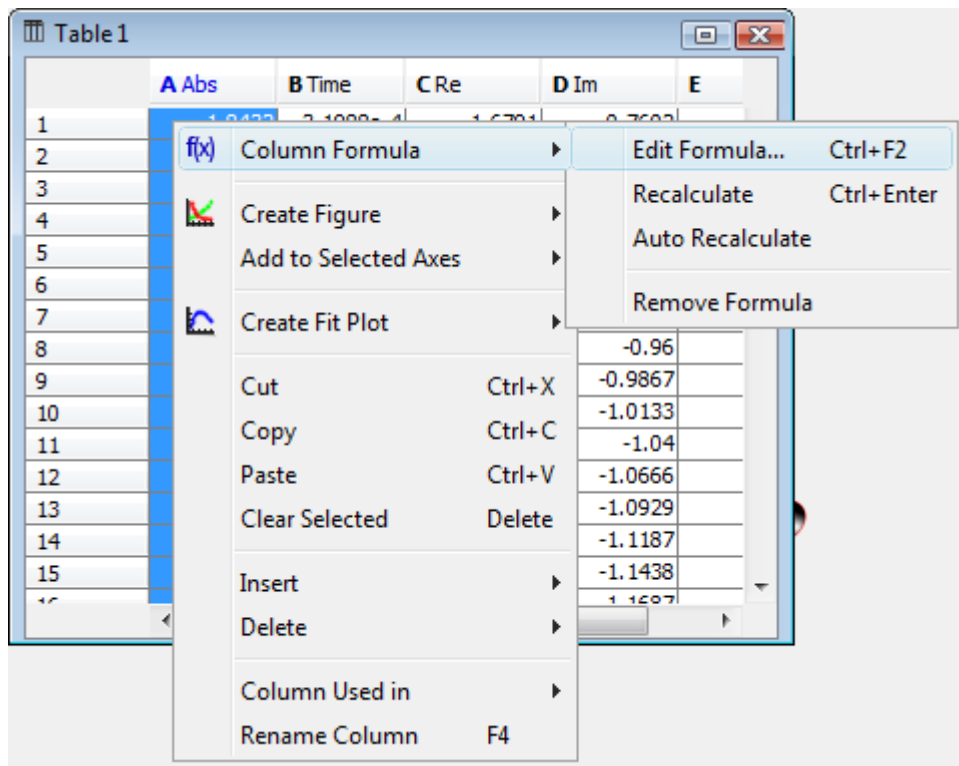 Table 1
A Abs B Time C Re D Im E
1
2 f(x) Column Formula Edit Formula... Ctrl+F2
3 Recalculate Ctrl+Enter
4 Create Figure
5 Add to Selected Axes Auto Recalculate
6
7 Create Fit Plot Remove Formula
8 -0.96
9 Cut Ctrl+X -0.9867
10 -1.0133
11 Copy Ctrl+C -1.04
12 Paste Ctrl+V -1.0666
13 -1.0929
14 Clear Selected Delete -1.1187
15 Insert -1.1438
Delete
Column Used in
Rename Column F4